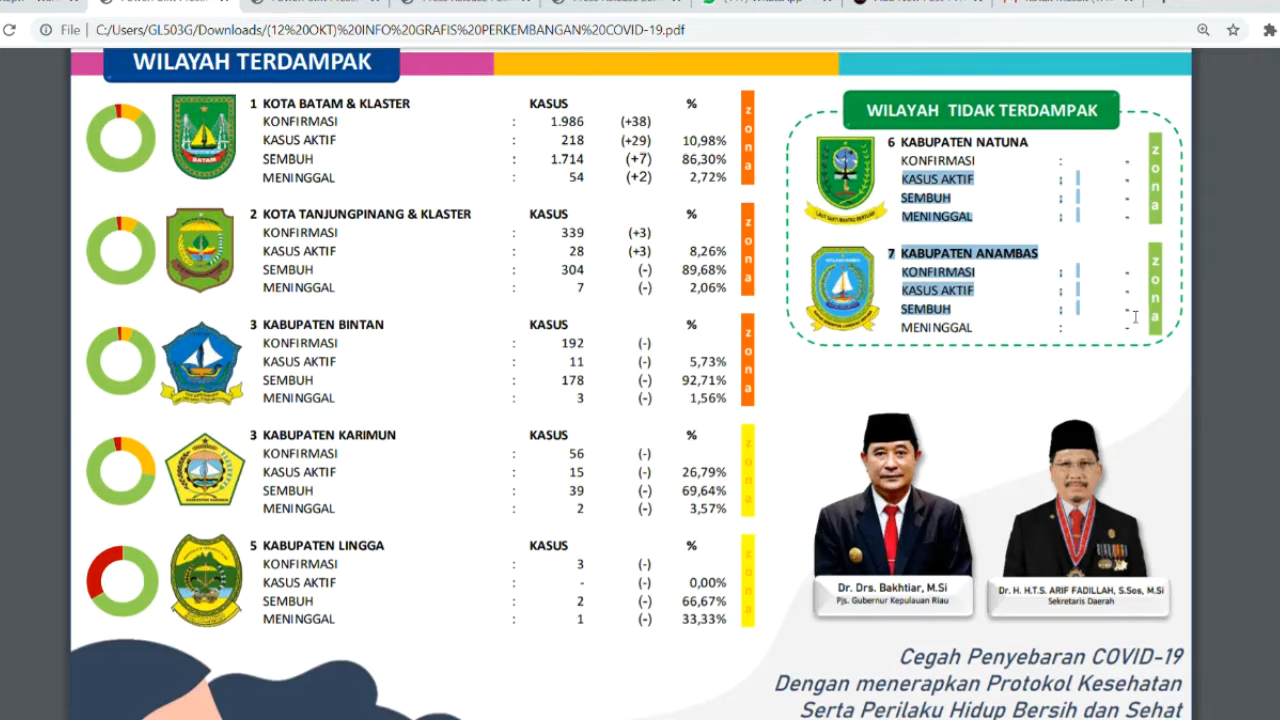 File | C:/Users/GL503G/Downloads/(12%20OKT)%20INFO%20GRAFIS%20PERKEMBANGAN%20COVID-19.pdf
WILAYAH TERDAMPAK
1 KOTA BATAM & KLASTER KASUS %
KONFIRMASI : 1.986 (+38)
KASUS AKTIF : 218 (+29) 10,98%
SEMBUH : 1.714 (+7) 86,30%
MENINGGAL : 54 (+2) 2,72%
zona
BATAM
2 KOTA TANJUNGPINANG & KLASTER KASUS %
KONFIRMASI : 339 (+3)
KASUS AKTIF : 28 (+3) 8,26%
SEMBUH : 304 (-) 89,68%
MENINGGAL : 7 (-) 2,06%
zona
3 KABUPATEN BINTAN KASUS %
KONFIRMASI : 192 (-)
KASUS AKTIF : 11 (-) 5,73%
SEMBUH : 178 (-) 92,71%
MENINGGAL : 3 (-) 1,56%
zona
3 KABUPATEN KARIMUN KASUS %
KONFIRMASI : 56 (-)
KASUS AKTIF : 15 (-) 26,79%
SEMBUH : 39 (-) 69,64%
MENINGGAL : 2 (-) 3,57%
zona
5 KABUPATEN LINGGA KASUS %
KONFIRMASI : 3 (-)
KASUS AKTIF : - (-) 0,00%
SEMBUH : 2 (-) 66,67%
MENINGGAL : 1 (-) 33,33%
zona
WILAYAH TIDAK TERDAMPAK
6 KABUPATEN NATUNA
KONFIRMASI : -
KASUS AKTIF : -
SEMBUH : -
MENINGGAL : -
zona
7 KABUPATEN ANAMBAS
KONFIRMASI : -
KASUS AKTIF : -
SEMBUH : -
MENINGGAL : -
zona
Dr. Drs. Bakhtiar, M.Si
Pjs. Gubernur Kepulauan Riau
Dr. H. H.T.S. ARIF FADILLAH, S.Sos, M.Si
Sekretaris Daerah
Cegah Penyebaran COVID-19
Dengan menerapkan Protokol Kesehatan
Serta Perilaku Hidup Bersih dan Sehat